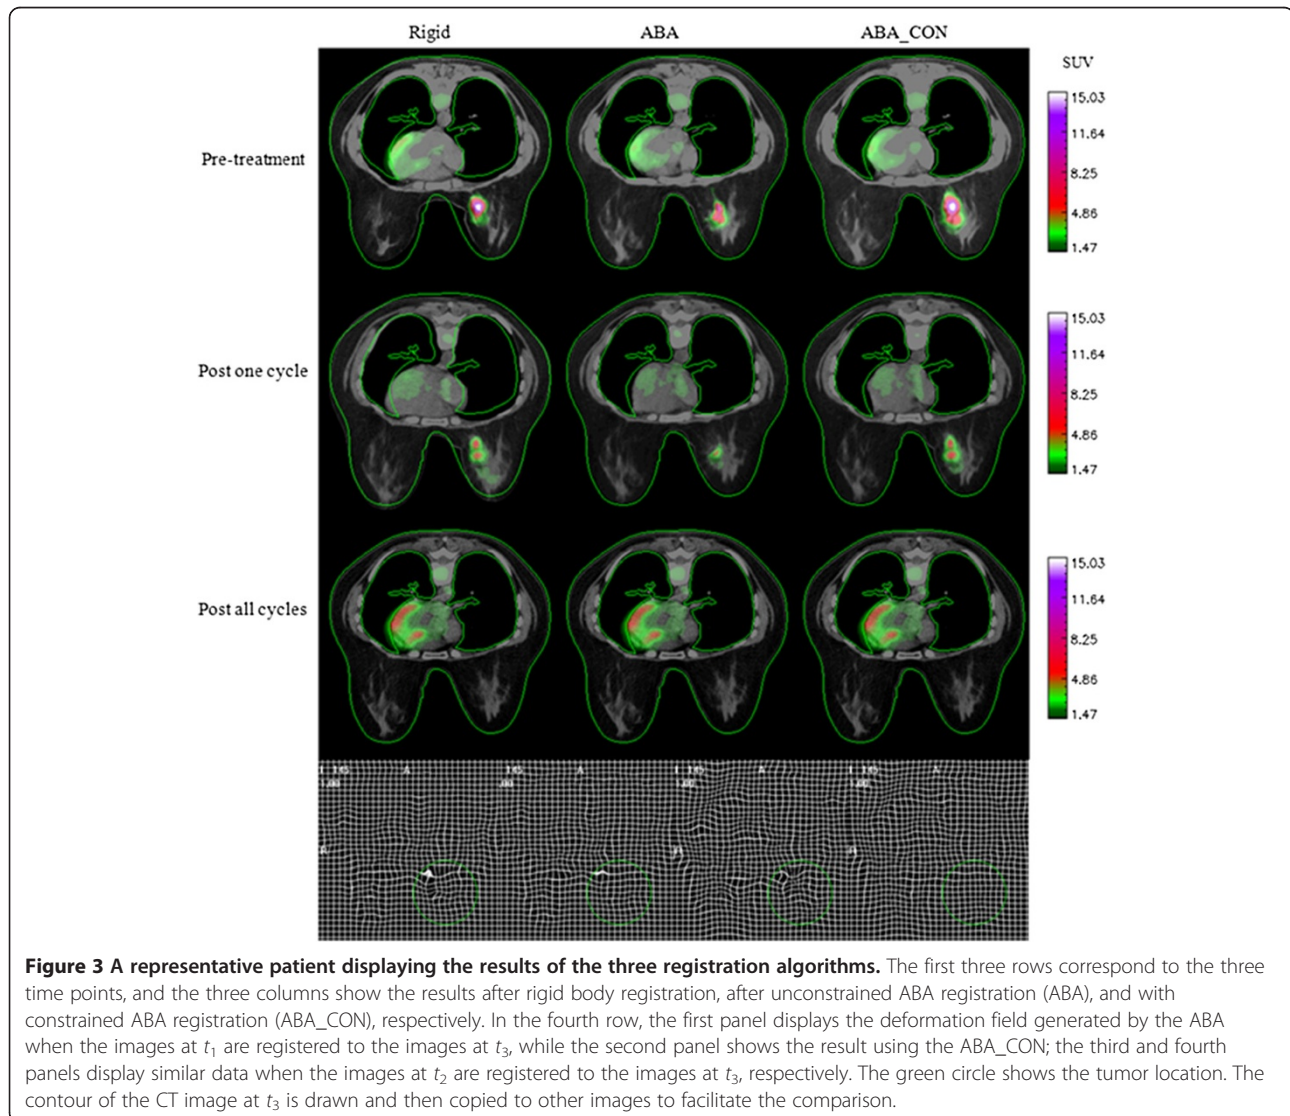 Rigid ABA ABA_CON
SUV
15.03
11.64
Pre-treatment
8.25
4.86
1.47
15.03
11.64
Post one cycle
8.25
4.86
1.47
15.03
11.64
Post all cycles
8.25
4.86
1.47
A A A A
Figure 3 A representative patient displaying the results of the three registration algorithms. The first three rows correspond to the three
time points, and the three columns show the results after rigid body registration, after unconstrained ABA registration (ABA), and with
constrained ABA registration (ABA_CON), respectively. In the fourth row, the first panel displays the deformation field generated by the ABA
when the images at t1 are registered to the images at t3, while the second panel shows the result using the ABA_CON; the third and fourth
panels display similar data when the images at t2 are registered to the images at t3, respectively. The green circle shows the tumor location. The
contour of the CT image at t3 is drawn and then copied to other images to facilitate the comparison.